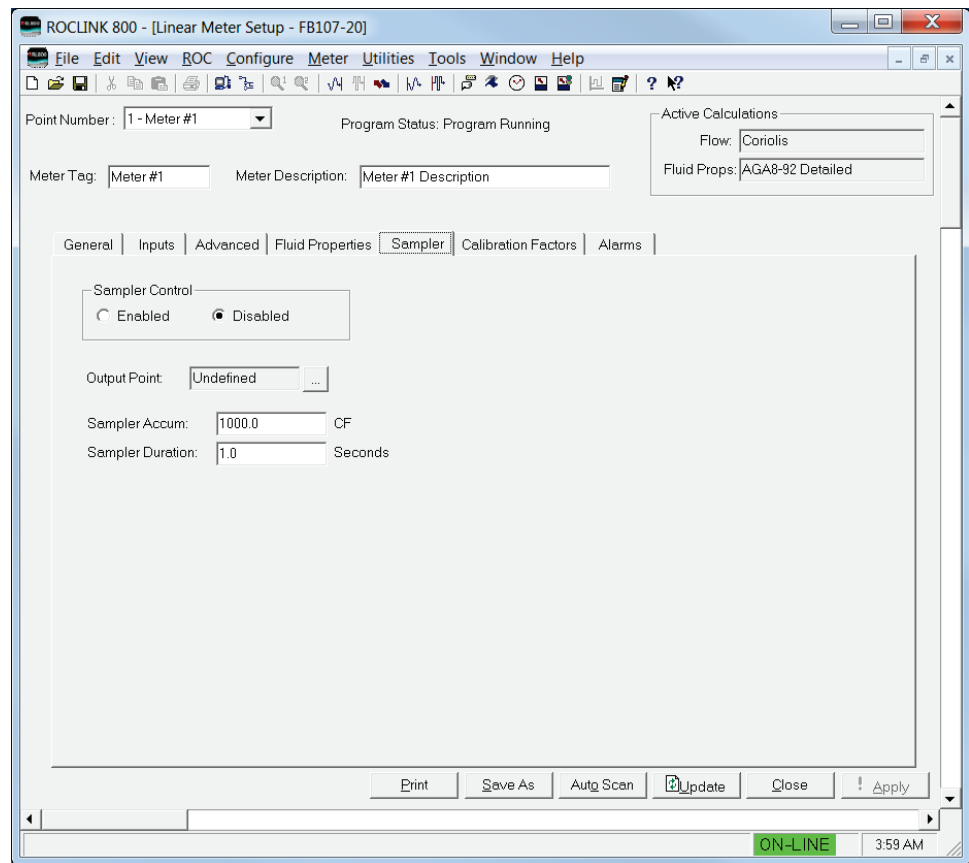 ROCLINK 800 - [Linear Meter Setup - FB107-20]
File Edit View ROC Configure Meter Utilities Tools Window Help
Point Number : 1 - Meter #1
Program Status: Program Running
Active Calculations
Flow: Coriolis
Fluid Props: AGA8-92 Detailed
Meter Tag: Meter #1 Meter Description: Meter #1 Description
General Inputs Advanced Fluid Properties Sampler Calibration Factors Alarms
Sampler Control
Enabled Disabled
Output Point: Undefined ...
Sampler Accum: 1000.0 CF
Sampler Duration: 1.0 Seconds
Print Save As Auto Scan Update Close ! Apply
ON-LINE 3:59 AM